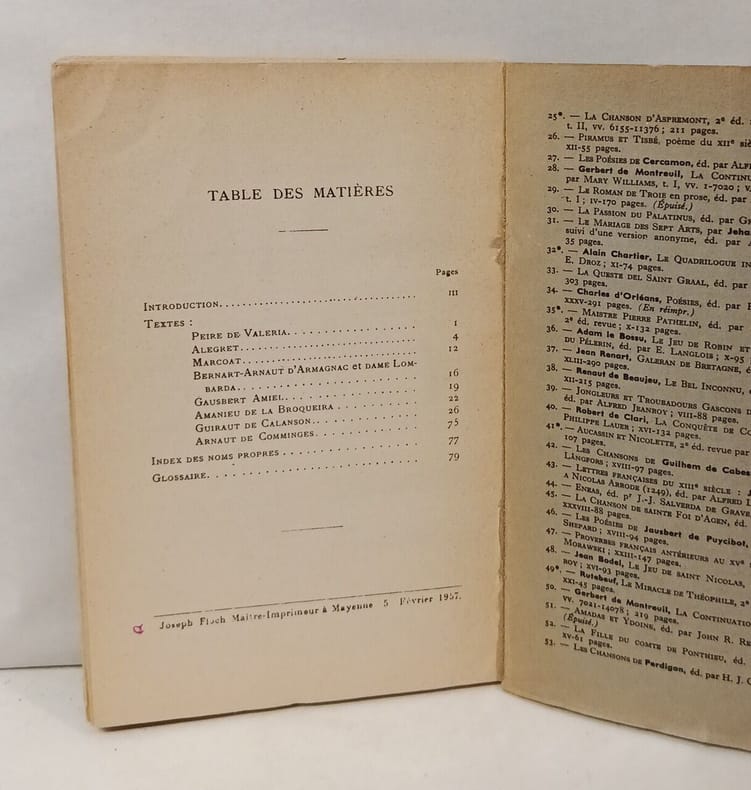 TABLE DES MATIÈRES
Pages
INTRODUCTION. III
TEXTES :
PEIRE DE VALERIA. 1
ALEGRET. 4
MARCOAT. 12
BERNART-ARNAUT D'ARMAGNAC ET DAME LOM-
BARDA. 16
GAUSBERT AMIEL. 19
AMANIEU DE LA BROQUEIRA 22
GUIRAUT DE CALANSON. 26
ARNAUT DE COMMINGES. 75
INDEX DES NOMS PROPRES 77
GLOSSAIRE. 79
Joseph Floch Maître-Imprimeur à Mayenne 5 Février 1957.
25*. — LA CHANSON D'ASPREMONT, 2e éd.
t. II, vv. 6155-11376 ; 211 pages.
26. — PIRAMUS ET TISBÉ, poème du XIIe
XII-55 pages.
27. — LES POÉSIES DE Cercamon, éd. par
28. — Gerbert de Montreuil, LA
par MARY WILLIAMS, t. I, vv. 1-7020 ;
29. — LE ROMAN DE TROIE en prose, éd. par
t. I ; IV-170 pages. (Épuisé.)
30. — LA PASSION DU PALATINUS, éd. par
31. — LE MARIAGE DES SEPT ARTS, par
suivi d'une version anonyme, éd. par
35 pages.
32*. — Alain Chartier, LE QUADRILOGUE
E. DROZ ; XI-74 pages.
33. — LA QUESTE DEL SAINT GRAAL, éd. par
303 pages.
34. — Charles d'Orléans, POÉSIES, éd. par
XXXV-291 pages. (En réimpr.)
35*. — MAISTRE PIERRE PATHELIN, éd. par
2e éd. revue ; X-132 pages.
36. — Adam le Bossu, LE JEU DE ROBIN ET
DU PÈLERIN, éd. par E. LANGLOIS ; X-95
37. — Jean Renart, GALERAN DE BRETAGNE,
XLIII-290 pages.
38. — Renaut de Beaujeu, LE BEL INCONNU,
XII-215 pages.
39. — JONGLEURS ET TROUBADOURS GASCONS
éd. par ALFRED JEANROY ; VIII-88 pages.
40. — Robert de Clari, LA CONQUÊTE DE
PHILIPPE LAUER ; XVI-132 pages.
41*. — AUCASSIN ET NICOLETTE, 2e éd. revue par
107 pages.
42. — LES CHANSONS DE Guilhem de
LÅNGFORS ; XVIII-97 pages.
43. — LETTRES FRANÇAISES DU XIIIe SIÈCLE :
A NICOLAS ARRODE (1249), éd. par ALFRED
44. — ENEAS, éd. pr J.-J. SALVERDA DE
45. — LA CHANSON DE SAINTE FOI D'AGEN, éd.
XXXVIII-88 pages.
46. — LES POÉSIES DE Jausbert de Puycibot,
SHEPARD ; XVIII-94 pages.
47. — PROVERBES FRANÇAIS ANTÉRIEURS AU XVe
MORAWSKI ; XXIII-147 pages.
48. — Jean Bodel, LE JEU DE SAINT NICOLAS,
ROY ; XVI-93 pages.
49*. — Rutebeuf, LE MIRACLE DE THÉOPHILE, 2e
XXI-45 pages.
50. — Gerbert de Montreuil, LA CONTINUATION
vv. 7021-14078 ; 219 pages.
51. — AMADAS ET YDOINE, éd. par JOHN R.
(Épuisé.)
52. — LA FILLE DU COMTE DE PONTHIEU, éd.
XV-61 pages.
53. — LES CHANSONS DE Perdigon, éd. par H. J.